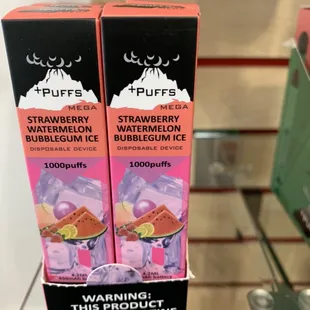 +PUFFS
MEGA
STRAWBERRY
WATERMELON
BUBBLEGUM ICE
DISPOSABLE DEVICE
1000puffs
+PUFFS
MEGA
STRAWBERRY
WATERMELON
BUBBLEGUM ICE
DISPOSABLE DEVICE
1000puffs
WARNING:
THIS PRODUCT